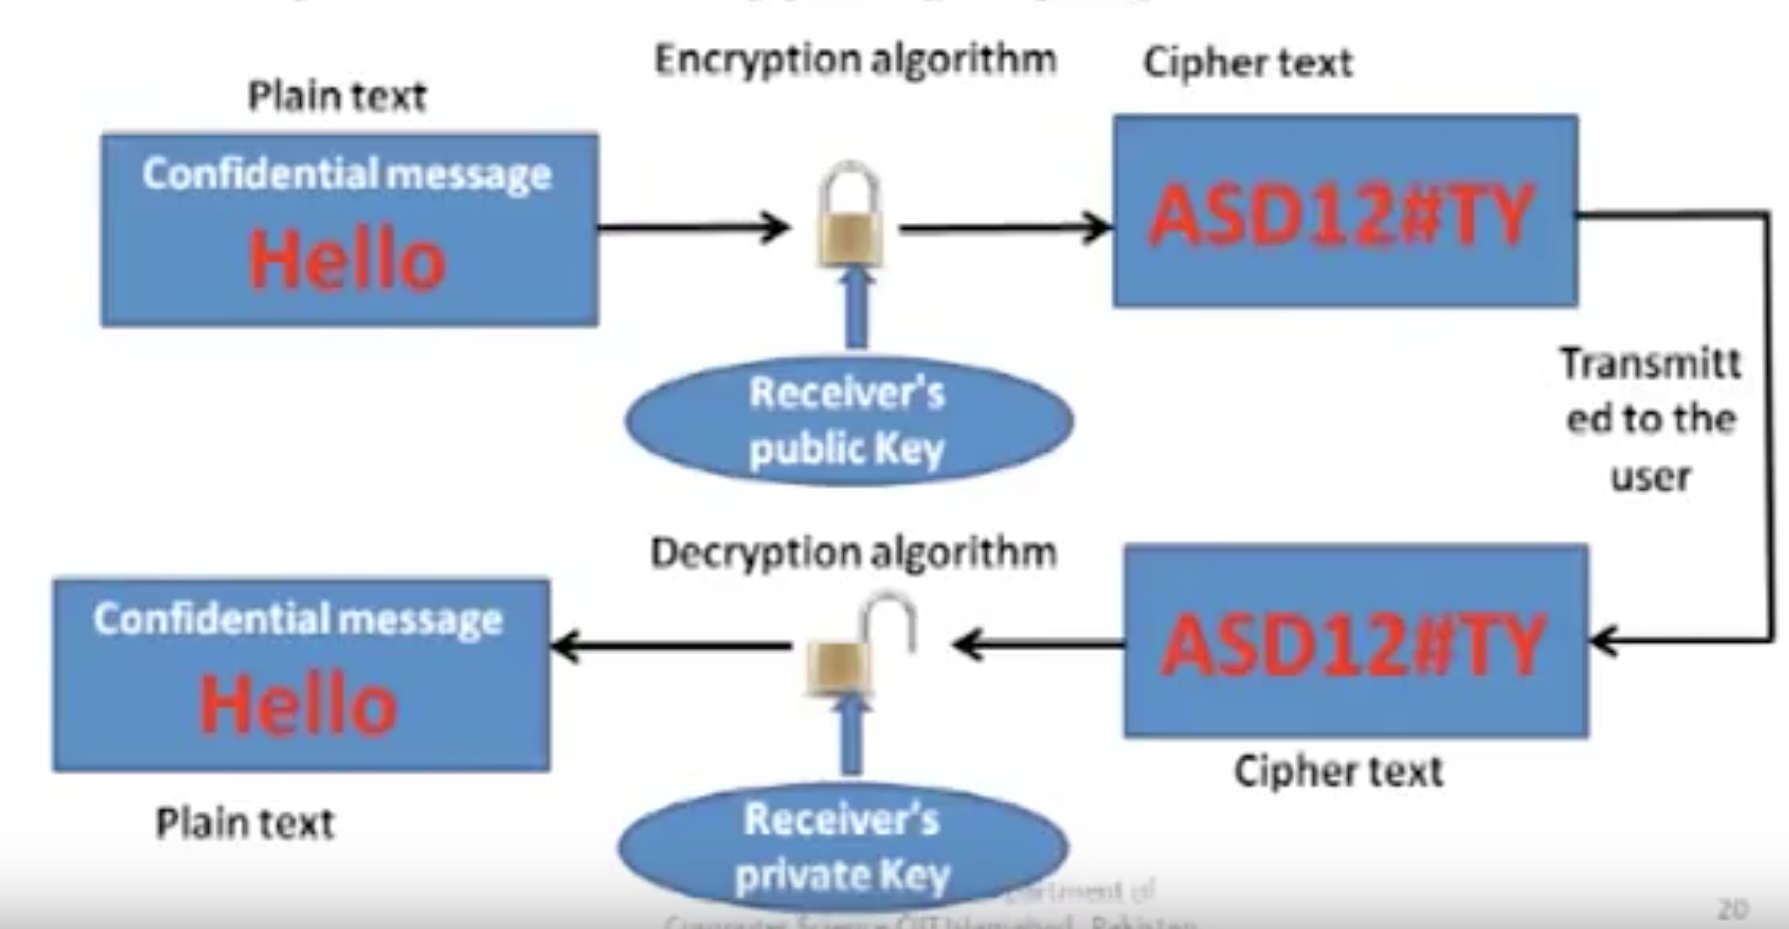 Encryption algorithm
Cipher text
Plain text
Confidential message
Hello
ASD12#TY
Receiver's
public Key
Transmitt
ed to the
user
Decryption algorithm
Confidential message
Hello
ASD12#TY
Cipher text
Plain text
Receiver's
private Key
20